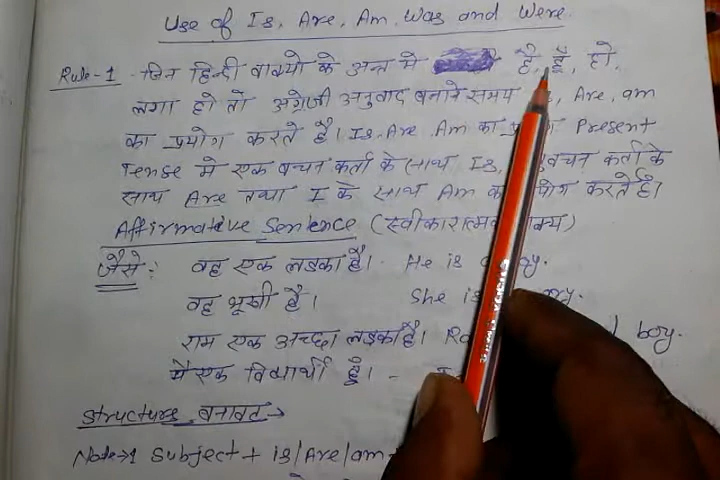 Use of Is, Are, Am, Was and Were.
Rule-1. जिन हिन्दी वाक्यो के अन्त मे है, हूँ, हो,
लगा हो तो अंग्रेजी अनुवाद बनाते समय Are, am
का प्रयोग करते है। Is, Are, Am का Present
Tense मे एक वचन कर्ता के साथ Is, कर्ता के
साथ Are तथा I के साथ Am करते है।
Affirmative Sentence (स्वीकारात्मक
जैसे: वह एक लडका है। He is
वह भूखी है। She is
राम एक अच्छा लडका है। boy.
मै एक विद्यार्थी हूँ। -
Structure बनावट→
Note→1 Subject + is/Are/am